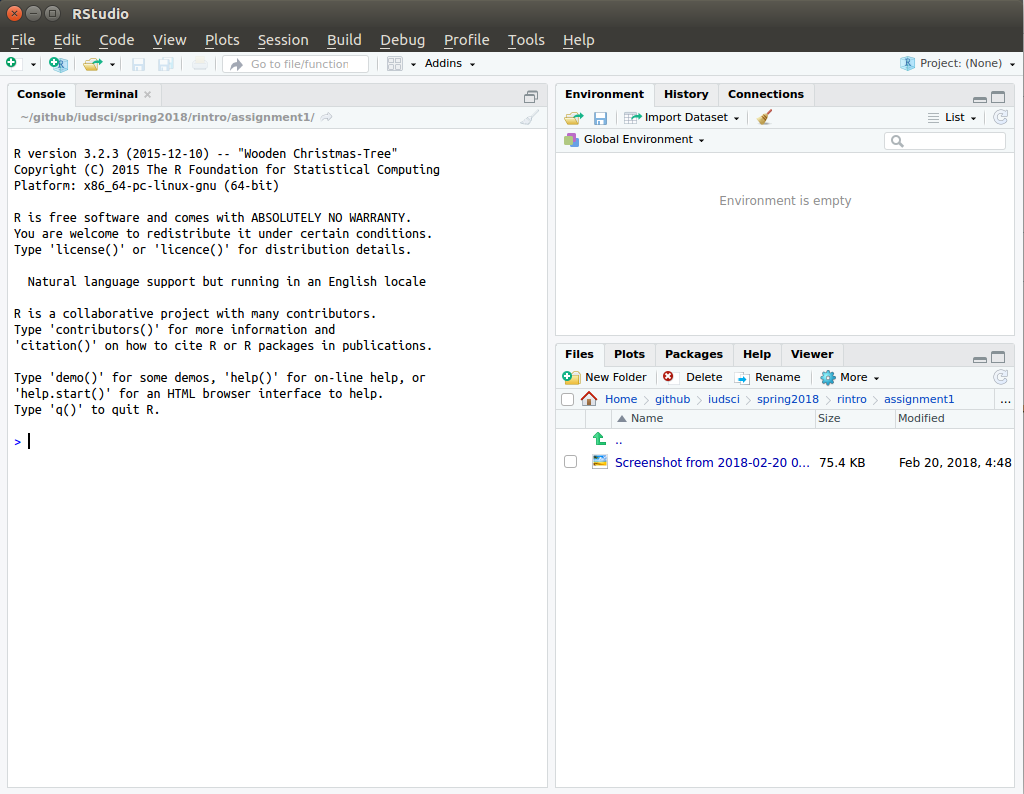 RStudio
File Edit Code View Plots Session Build Debug Profile Tools Help
Go to file/function Addins Project: (None)
Console Terminal
~/github/iudsci/spring2018/rintro/assignment1/
R version 3.2.3 (2015-12-10) -- "Wooden Christmas-Tree"
Copyright (C) 2015 The R Foundation for Statistical Computing
Platform: x86_64-pc-linux-gnu (64-bit)
R is free software and comes with ABSOLUTELY NO WARRANTY.
You are welcome to redistribute it under certain conditions.
Type 'license()' or 'licence()' for distribution details.
Natural language support but running in an English locale
R is a collaborative project with many contributors.
Type 'contributors()' for more information and
'citation()' on how to cite R or R packages in publications.
Type 'demo()' for some demos, 'help()' for on-line help, or
'help.start()' for an HTML browser interface to help.
Type 'q()' to quit R.
>
Environment History Connections
Import Dataset List
Global Environment
Environment is empty
Files Plots Packages Help Viewer
New Folder Delete Rename More
Home github iudsci spring2018 rintro assignment1 ...
Name Size Modified
..
Screenshot from 2018-02-20 0... 75.4 KB Feb 20, 2018, 4:48